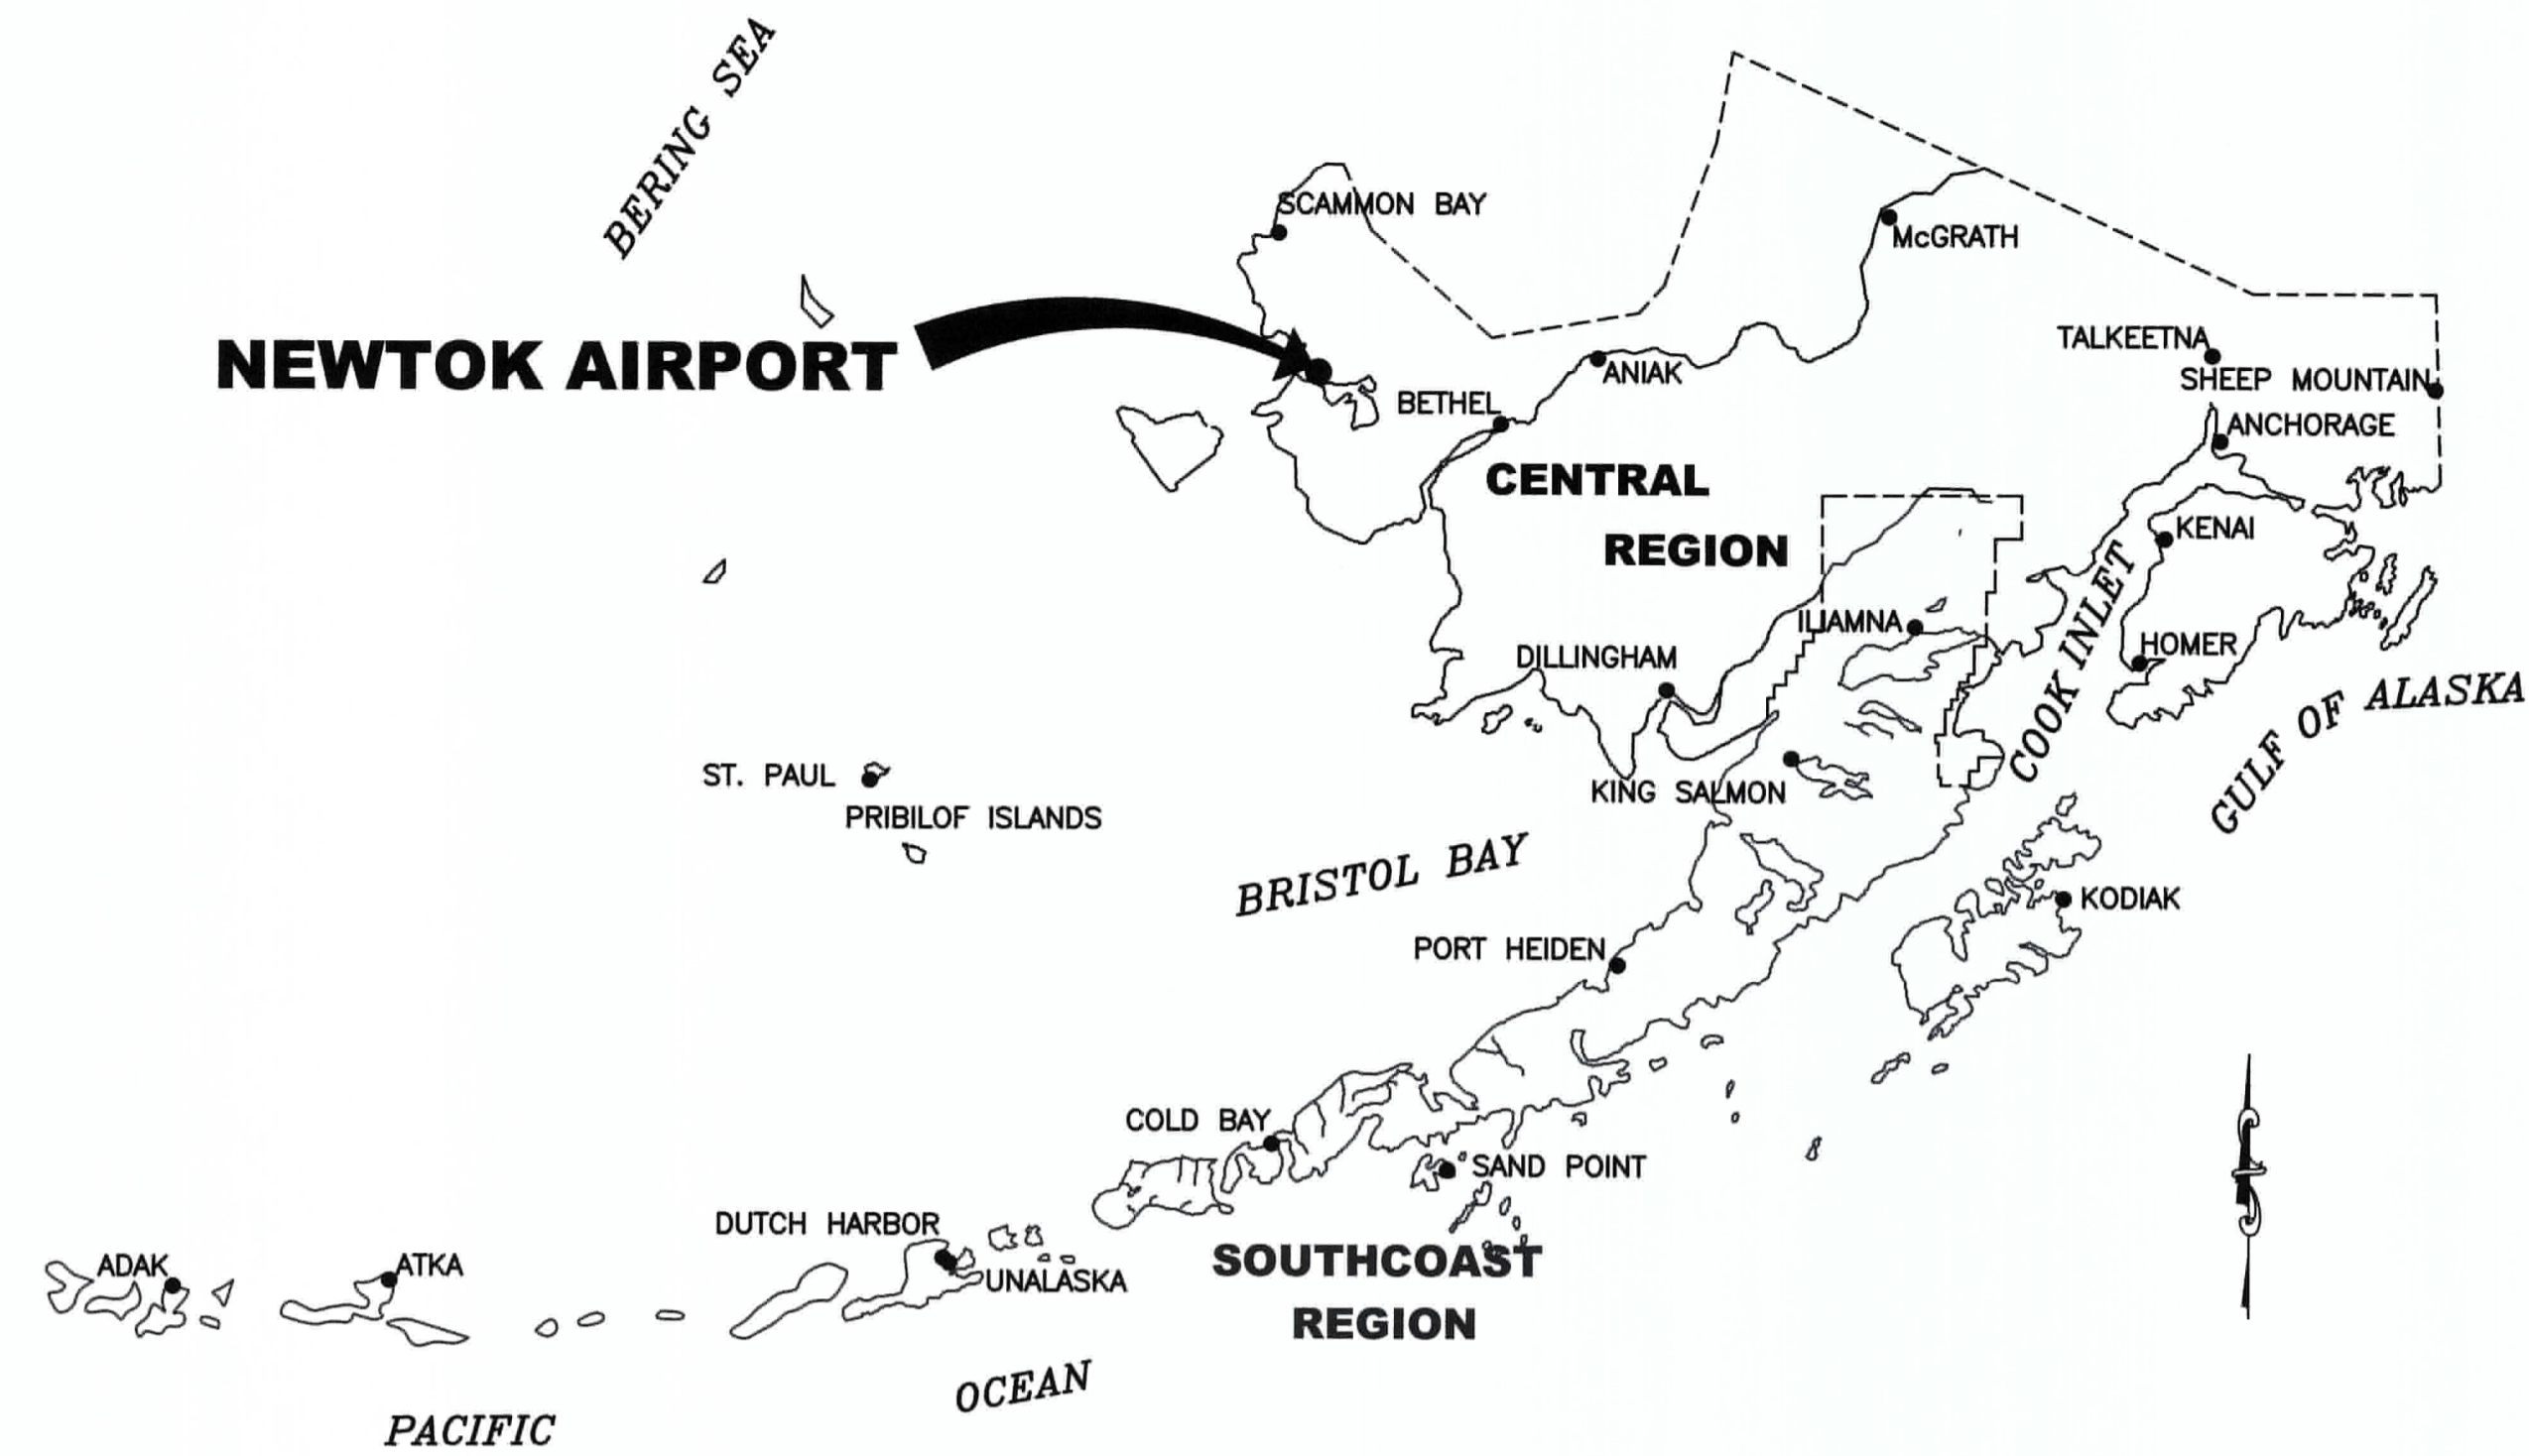 BERING SEA
SCAMMON BAY
McGRATH
NEWTOK AIRPORT
TALKEETNA
ANIAK
SHEEP MOUNTAIN
BETHEL
ANCHORAGE
CENTRAL
REGION
KENAI
ILIAMNA
HOMER
DILLINGHAM
COOK INLET
GULF OF ALASKA
ST. PAUL
KING SALMON
PRIBILOF ISLANDS
BRISTOL BAY
KODIAK
PORT HEIDEN
COLD BAY
SAND POINT
DUTCH HARBOR
ADAK
ATKA
UNALASKA
SOUTHCOAST
REGION
PACIFIC OCEAN